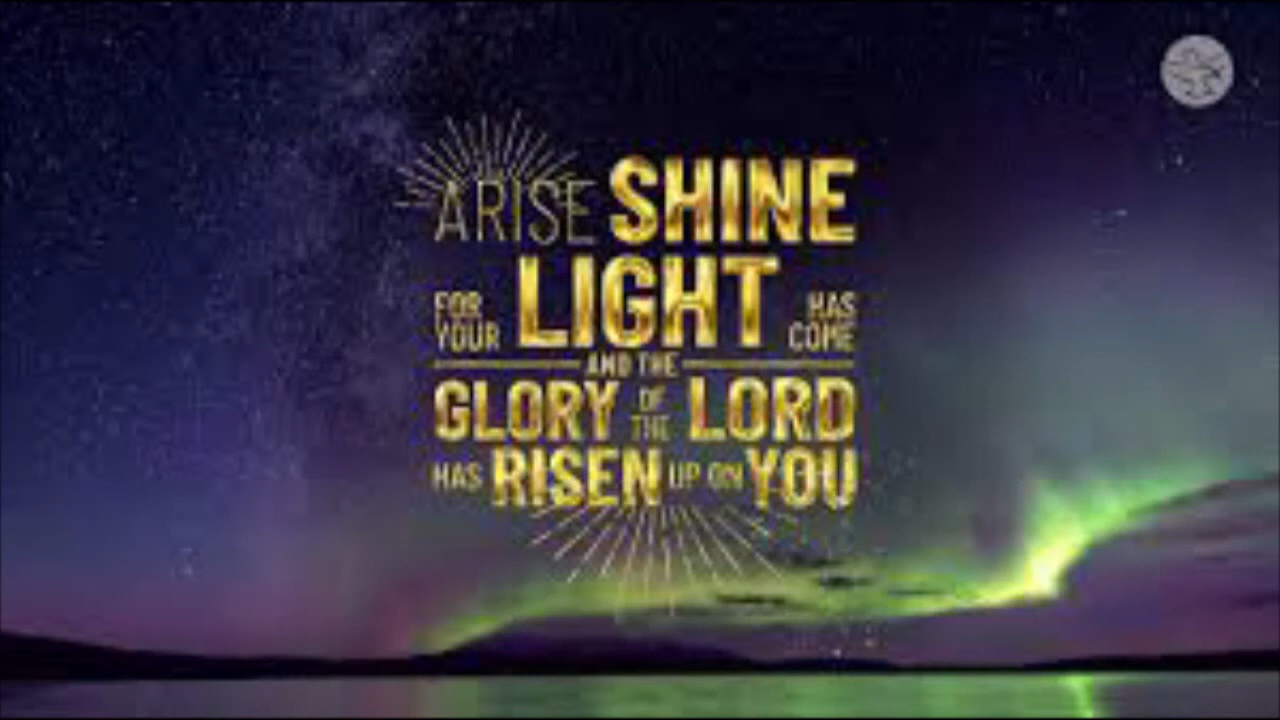 ARISE SHINE
FOR YOUR LIGHT HAS COME
AND THE
GLORY OF THE LORD
HAS RISEN UP ON YOU